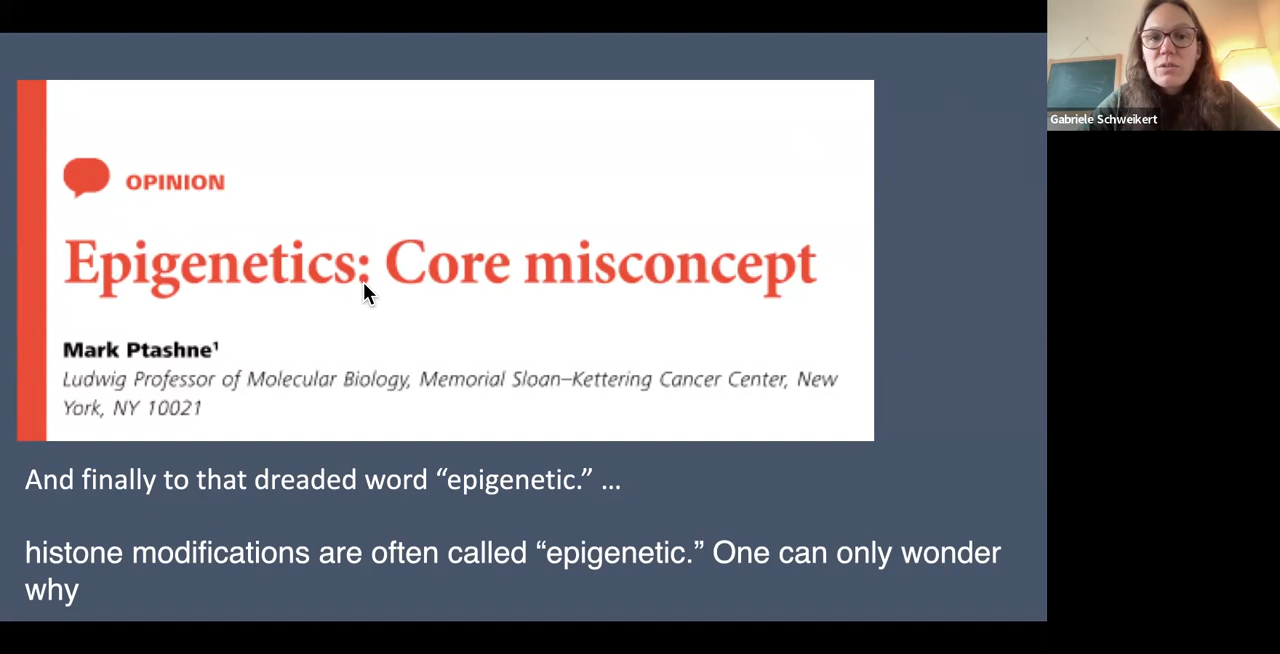 OPINION
Epigenetics: Core misconcept
Mark Ptashne¹
Ludwig Professor of Molecular Biology, Memorial Sloan–Kettering Cancer Center, New
York, NY 10021
And finally to that dreaded word “epigenetic.” ...
histone modifications are often called “epigenetic.” One can only wonder
why
Gabriele Schweikert